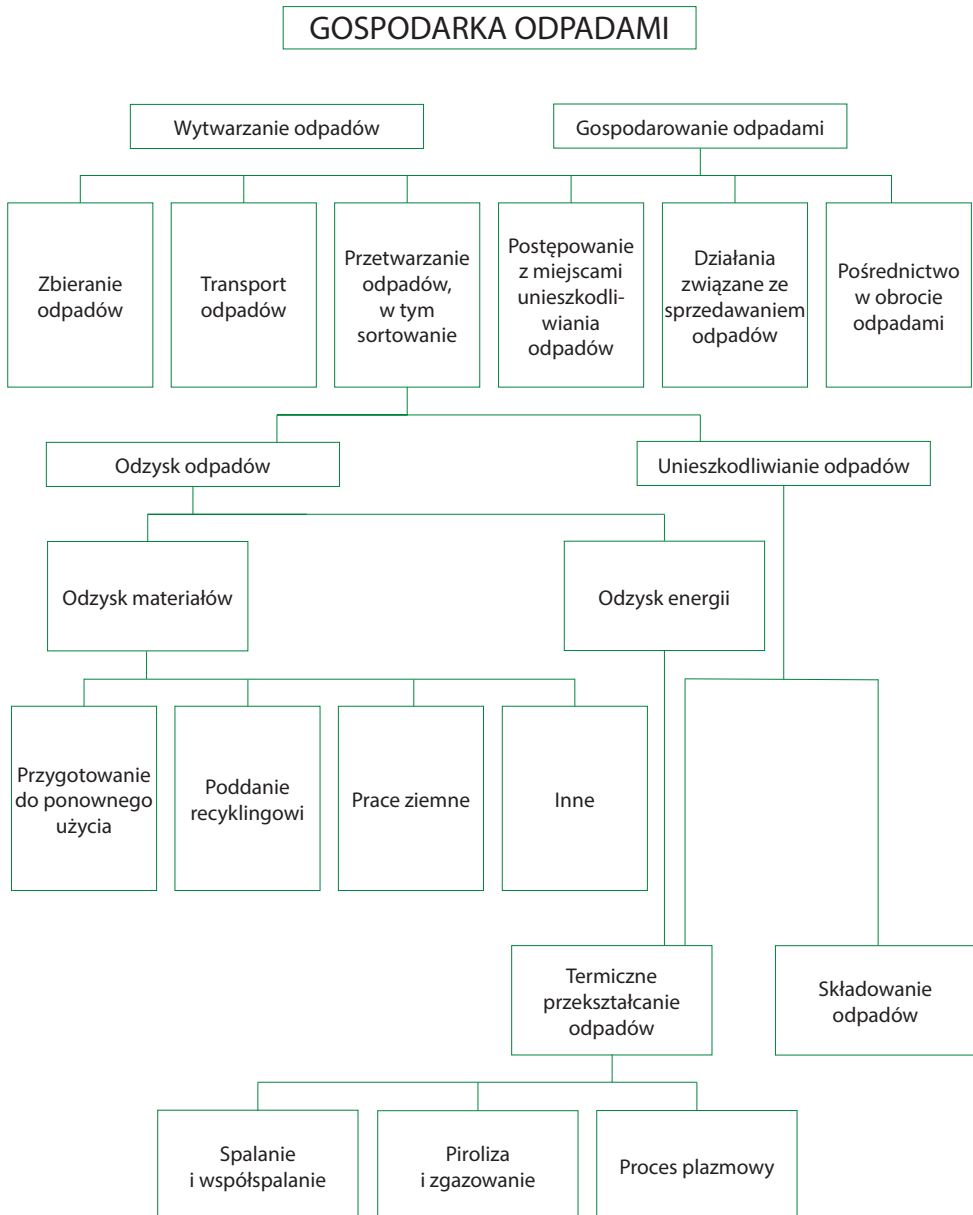 GOSPODARKA ODPADAMI
Wytwarzanie odpadów
Gospodarowanie odpadami
Zbieranie
odpadów
Transport
odpadów
Przetwarzanie
odpadów,
w tym
sortowanie
Postępowanie
z miejscami
unieszkodli-
wiania
odpadów
Działania
związane ze
sprzedawaniem
odpadów
Pośrednictwo
w obrocie
odpadami
Odzysk odpadów
Unieszkodliwianie odpadów
Odzysk materiałów
Odzysk energii
Przygotowanie
do ponownego
użycia
Poddanie
recyklingowi
Prace ziemne
Inne
Termiczne
przekształcanie
odpadów
Składowanie
odpadów
Spalanie
i współspalanie
Piroliza
i zgazowanie
Proces plazmowy